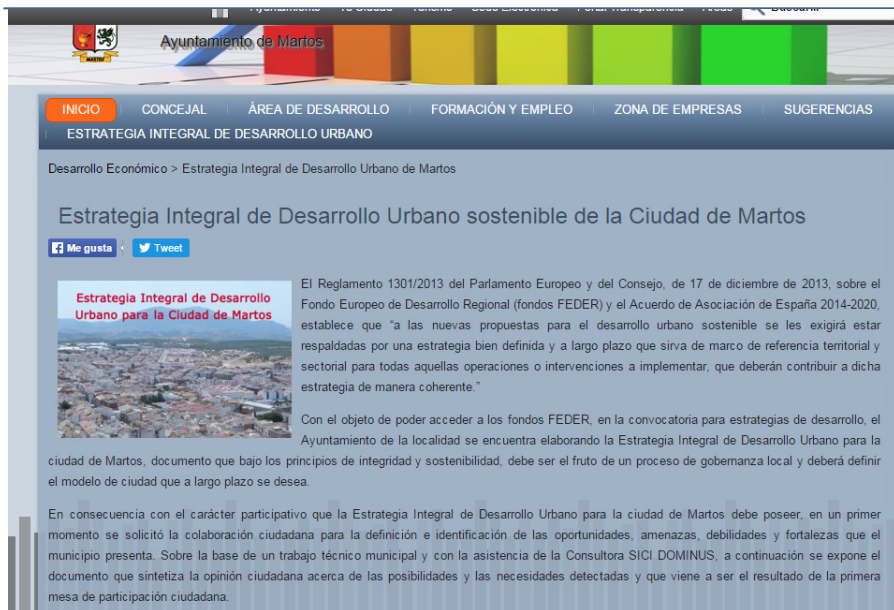 Ayuntamiento Tu Ciudad Turismo Sede Electrónica Portal Transparencia Áreas Buscar...
MARTOS
Ayuntamiento de Martos
INICIO CONCEJAL ÁREA DE DESARROLLO FORMACIÓN Y EMPLEO ZONA DE EMPRESAS SUGERENCIAS
ESTRATEGIA INTEGRAL DE DESARROLLO URBANO
Desarrollo Económico > Estrategia Integral de Desarrollo Urbano de Martos
Estrategia Integral de Desarrollo Urbano sostenible de la Ciudad de Martos
Me gusta Tweet
Estrategia Integral de Desarrollo
Urbano para la Ciudad de Martos
El Reglamento 1301/2013 del Parlamento Europeo y del Consejo, de 17 de diciembre de 2013, sobre el
Fondo Europeo de Desarrollo Regional (fondos FEDER) y el Acuerdo de Asociación de España 2014-2020,
establece que “a las nuevas propuestas para el desarrollo urbano sostenible se les exigirá estar
respaldadas por una estrategia bien definida y a largo plazo que sirva de marco de referencia territorial y
sectorial para todas aquellas operaciones o intervenciones a implementar, que deberán contribuir a dicha
estrategia de manera coherente.”
Con el objeto de poder acceder a los fondos FEDER, en la convocatoria para estrategias de desarrollo, el
Ayuntamiento de la localidad se encuentra elaborando la Estrategia Integral de Desarrollo Urbano para la
ciudad de Martos, documento que bajo los principios de integridad y sostenibilidad, debe ser el fruto de un proceso de gobernanza local y deberá definir
el modelo de ciudad que a largo plazo se desea.
En consecuencia con el carácter participativo que la Estrategia Integral de Desarrollo Urbano para la ciudad de Martos debe poseer, en un primer
momento se solicitó la colaboración ciudadana para la definición e identificación de las oportunidades, amenazas, debilidades y fortalezas que el
municipio presenta. Sobre la base de un trabajo técnico municipal y con la asistencia de la Consultora SICI DOMINUS, a continuación se expone el
documento que sintetiza la opinión ciudadana acerca de las posibilidades y las necesidades detectadas y que viene a ser el resultado de la primera
mesa de participación ciudadana.